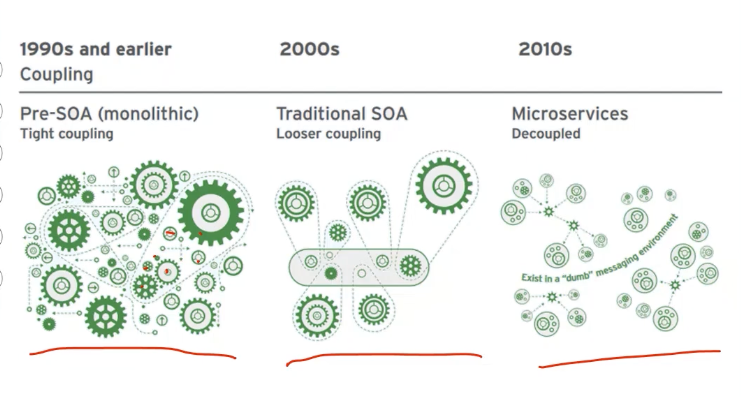 1990s and earlier
2000s
2010s
Coupling
Pre-SOA (monolithic)
Tight coupling
Traditional SOA
Looser coupling
Microservices
Decoupled
Exist in a “dumb” messaging environment